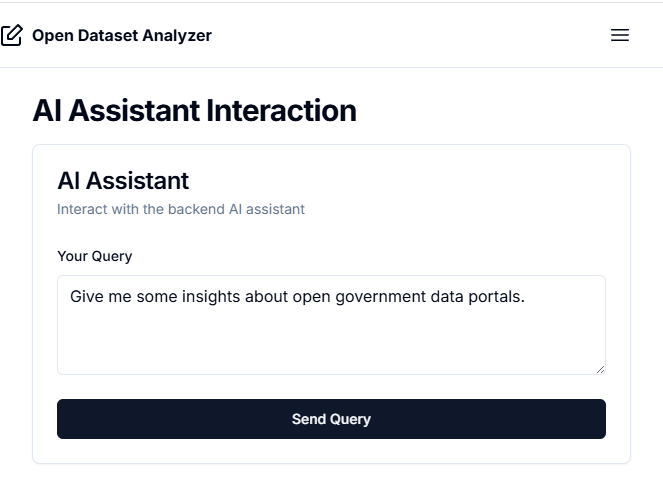 Open Dataset Analyzer
AI Assistant Interaction
AI Assistant
Interact with the backend AI assistant
Your Query
Give me some insights about open government data portals.
Send Query